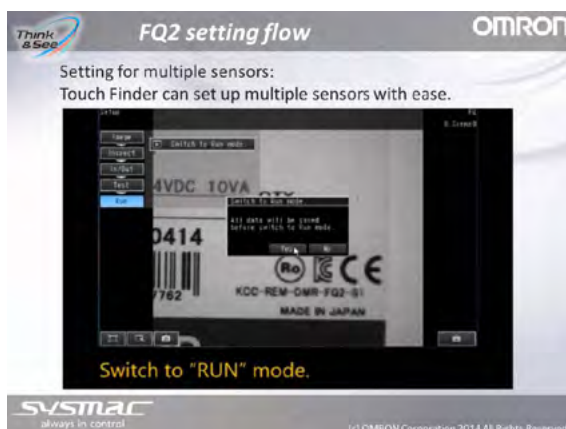 Think & See
FQ2 setting flow
OMRON
Setting for multiple sensors:
Touch Finder can set up multiple sensors with ease.
Setup
FQ
Image
Switch to Run mode
Inspect
In/Out
Test
Run
4VDC 10VA
Switch to Run mode
All data will be saved
before switch to Run mode.
Yes No
0414
7762
KCC-REM-OMR-FQ2-S1
MADE IN JAPAN
Switch to "RUN" mode.
sysmac
always in control
(c) OMRON Corporation 2014 All Rights Reserved